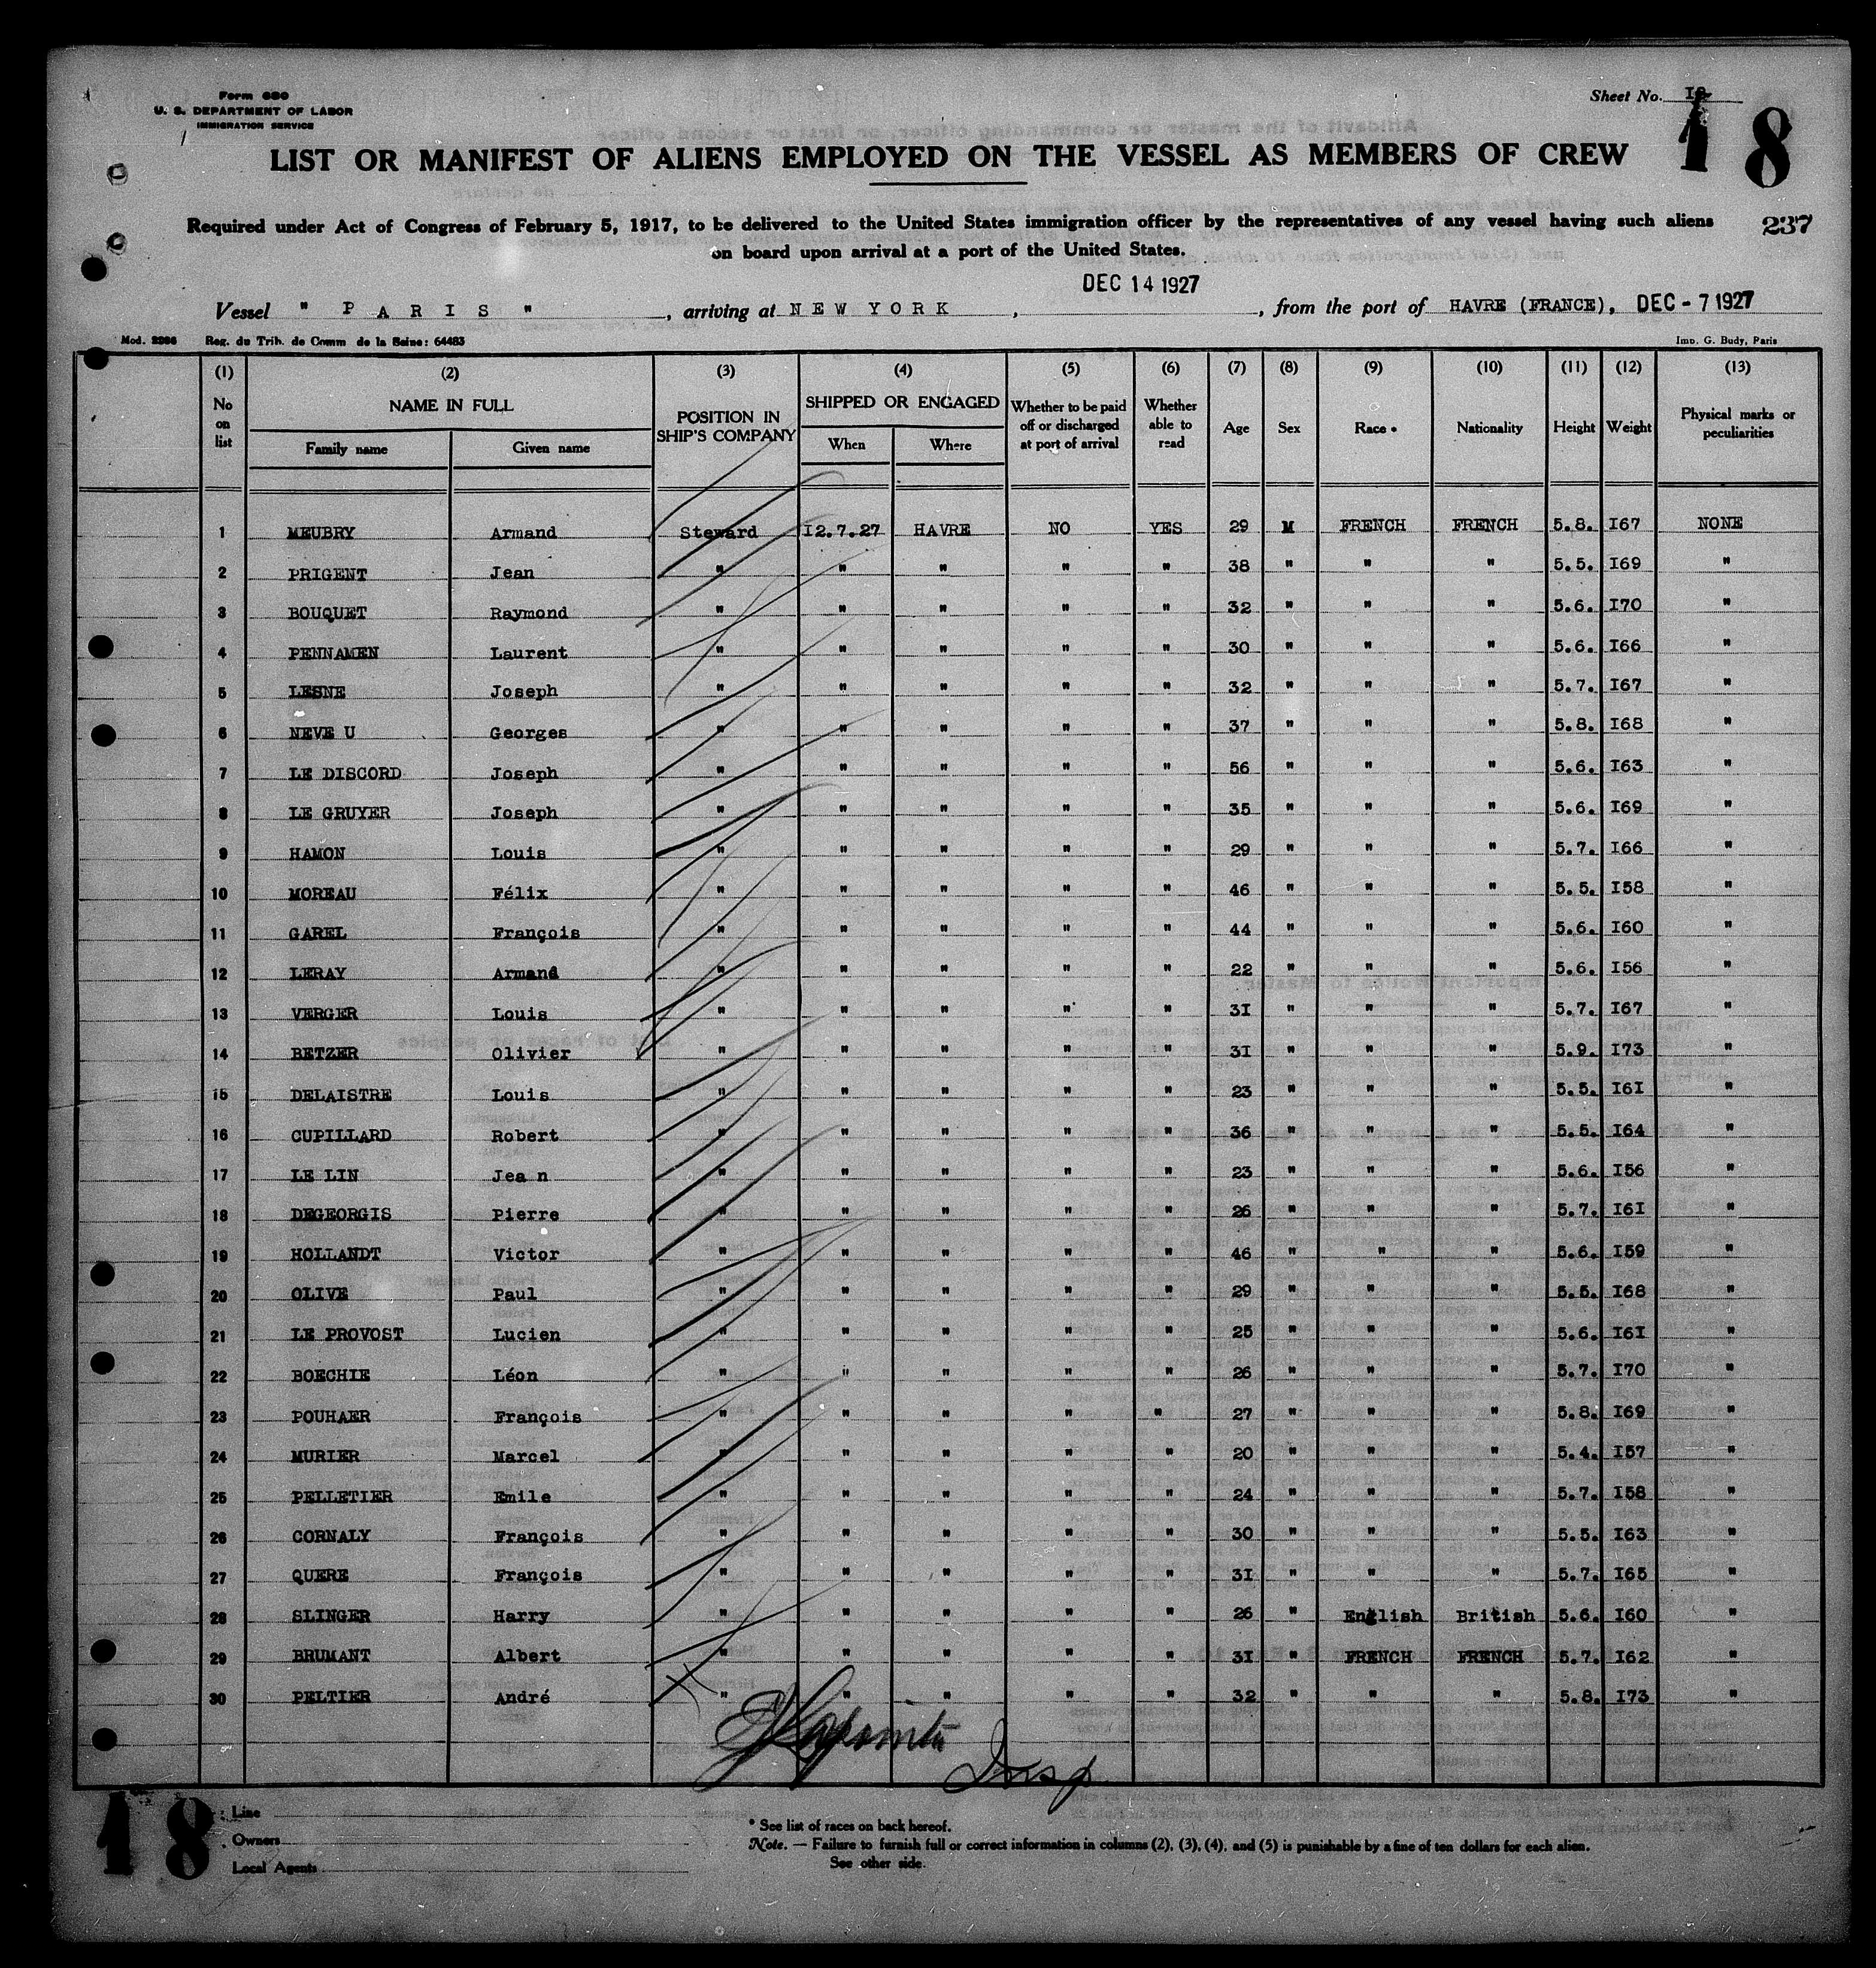 Form 680
U. S. DEPARTMENT OF LABOR
IMMIGRATION SERVICE
Sheet No.
18
LIST OR MANIFEST OF ALIENS EMPLOYED ON THE VESSEL AS MEMBERS OF CREW
Required under Act of Congress of February 5, 1917, to be delivered to the United States immigration officer by the representatives of any vessel having such aliens
237
on board upon arrival at a port of the United States.
DEC 14 1927
Vessel " P A R I S " , arriving at NEW YORK , , from the port of HAVRE (FRANCE), DEC - 7 1927
Mod. Reg. du Trib. de Comm de la Seine: 64483 Imp. G. Budy, Paris
(1) (2) (3) (4) (5) (6) (7) (8) (9) (10) (11) (12) (13)
No on list NAME IN FULL POSITION IN SHIP'S COMPANY SHIPPED OR ENGAGED Whether to be paid off or discharged at port of arrival Whether able to read Age Sex Race * Nationality Height Weight Physical marks or peculiarities
Family name Given name When Where
1 MEUBRY Armand Steward I2.7.27 HAVRE NO YES 29 M FRENCH FRENCH 5.8. I67 NONE
2 PRIGENT Jean " " " " " 38 " " " 5.5. I69 "
3 BOUQUET Raymond " " " " " 32 " " " 5.6. I70 "
4 PENNAMEN Laurent " " " " " 30 " " " 5.6. I66 "
5 LESNE Joseph " " " " " 32 " " " 5.7. I67 "
6 NEVE U Georges " " " " " 37 " " " 5.8. I68 "
7 LE DISCORD Joseph " " " " " 56 " " " 5.6. I63 "
8 LE GRUYER Joseph " " " " " 35 " " " 5.6. I69 "
9 HAMON Louis " " " " " 29 " " " 5.7. I66 "
10 MOREAU Félix " " " " " 46 " " " 5.5. I58 "
11 GAREL François " " " " " 44 " " " 5.6. I60 "
12 LERAY Armand " " " " " 22 " " " 5.6. I56 "
13 VERGER Louis " " " " " 3I " " " 5.7. I67 "
14 BETZER Olivier " " " " " 3I " " " 5.9. I73 "
15 DELAISTRE Louis " " " " " 23 " " " 5.5. I6I "
16 CUPILLARD Robert " " " " " 36 " " " 5.5. I64 "
17 LE LIN Jea n " " " " " 23 " " " 5.6. I56 "
18 DEGEORGIS Pierre " " " " " 26 " " " 5.7. I6I "
19 HOLLANDT Victor " " " " " 46 " " " 5.6. I59 "
20 OLIVE Paul " " " " " 29 " " " 5.5. I68 "
21 LE PROVOST Lucien " " " " " 25 " " " 5.6. I6I "
22 BOECHIE Léon " " " " " 26 " " " 5.7. I70 "
23 POUHAER François " " " " " 27 " " " 5.8. I69 "
24 MURIER Marcel " " " " " 20 " " " 5.4. I57 "
25 PELLETIER Emile " " " " " 24 " " " 5.7. I58 "
26 CORNALY François " " " " " 30 " " " 5.5. I63 "
27 QUERE François " " " " " 3I " " " 5.7. I65 "
28 SLINGER Harry " " " " " 26 " English British 5.6. I60 "
29 BRUMANT Albert " " " " " 3I " FRENCH FRENCH 5.7. I62 "
30 PELTIER André " " " " " 32 " " " 5.8. I73 "
Insp
18
Line
Owners
Local Agents
* See list of races on back hereof.
Note. — Failure to furnish full or correct information in columns (2), (3), (4), and (5) is punishable by a fine of ten dollars for each alien.
See other side.